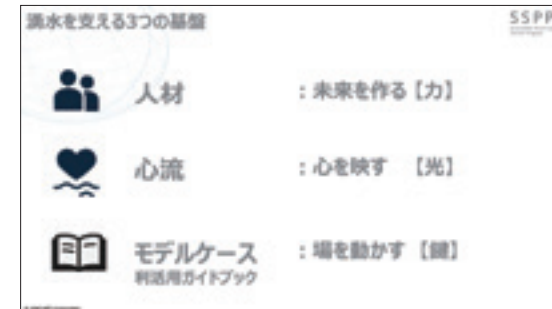 湧水を支える3つの基盤
SSPP
人材 : 未来を作る【力】
心流 : 心を映す 【光】
モデルケース : 場を動かす 【鍵】
利活用ガイドブック